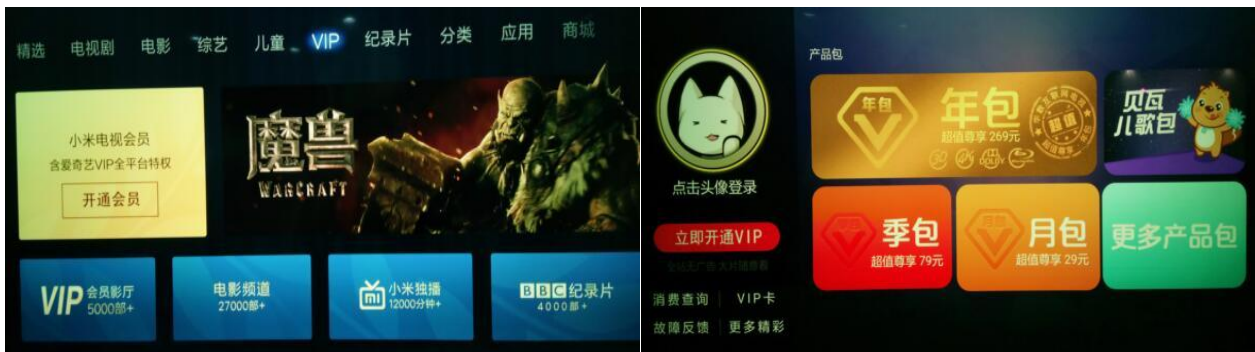 精选 电视剧 电影 综艺 儿童 VIP 纪录片 分类 应用 商城
小米电视会员
含爱奇艺VIP全平台特权
开通会员
魔兽
WARCRAFT
VIP 会员影厅
5000部+
电影频道
27000部+
mi 小米独播
12000分钟+
BBC纪录片
4000部+
产品包
年包
年包
超值尊享 269元
超值
DOLBY
贝瓦
儿歌包
点击头像登录
立即开通VIP
季包
超值尊享 79元
月包
超值尊享 29元
更多产品包
消费查询 VIP卡
故障反馈 更多精彩